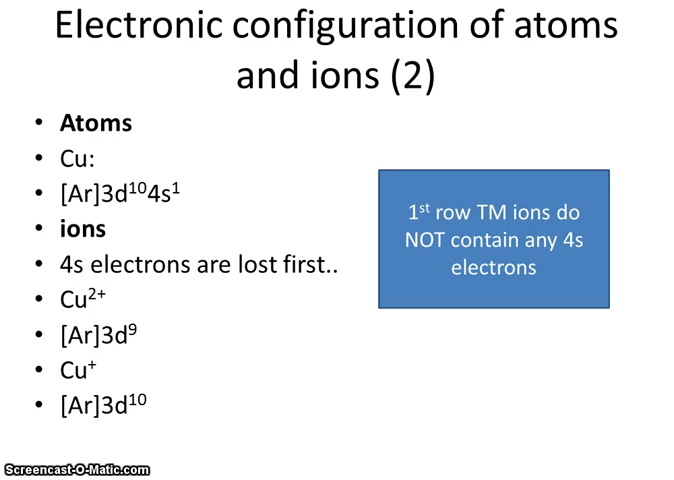 Electronic configuration of atoms
and ions (2)
• Atoms
• Cu:
• [Ar]3d¹⁰4s¹
• ions
• 4s electrons are lost first..
• Cu²⁺
• [Ar]3d⁹
• Cu⁺
• [Ar]3d¹⁰
1ˢᵗ row TM ions do
NOT contain any 4s
electrons
Screencast-O-Matic.com